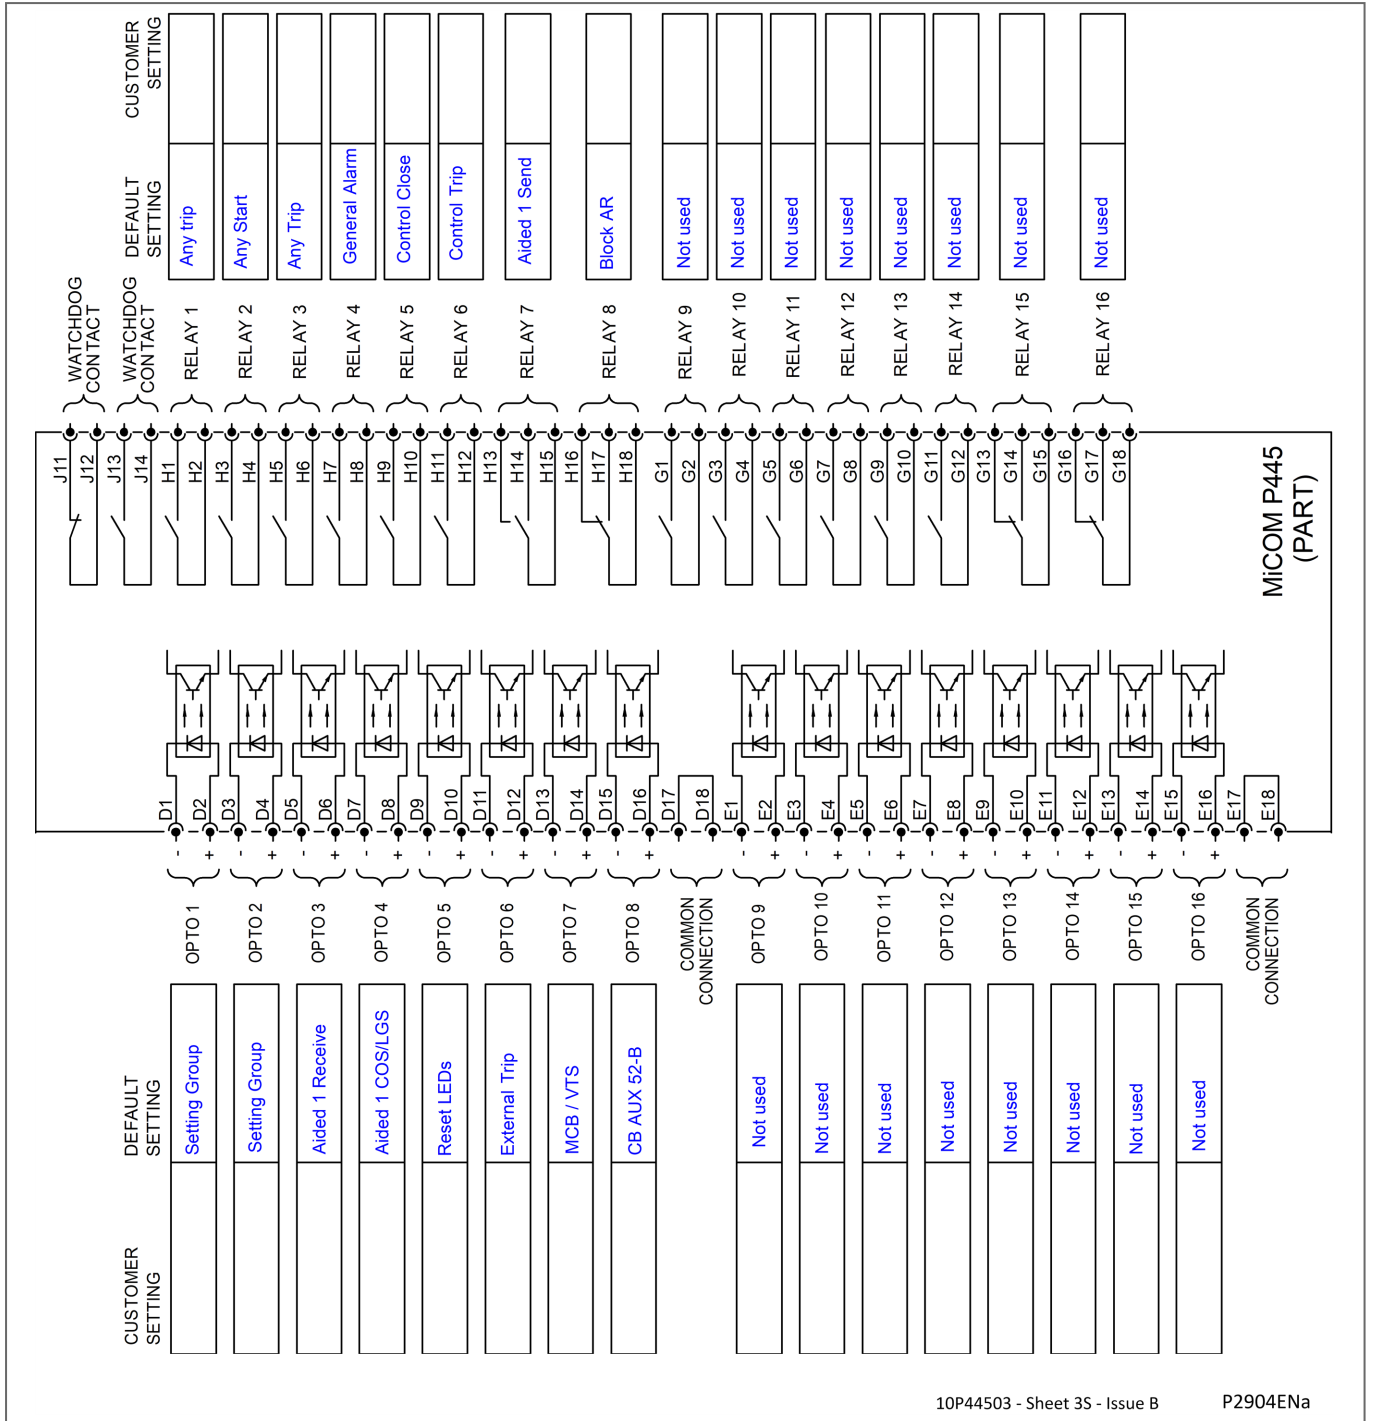 CUSTOMER
SETTING
DEFAULT
SETTING
Any trip
Any Start
Any Trip
General Alarm
Control Close
Control Trip
Aided 1 Send
Block AR
Not used
Not used
Not used
Not used
Not used
Not used
Not used
Not used
WATCHDOG
CONTACT
WATCHDOG
CONTACT
RELAY 1
RELAY 2
RELAY 3
RELAY 4
RELAY 5
RELAY 6
RELAY 7
RELAY 8
RELAY 9
RELAY 10
RELAY 11
RELAY 12
RELAY 13
RELAY 14
RELAY 15
RELAY 16
J11
J12
J13
J14
H1
H2
H3
H4
H5
H6
H7
H8
H9
H10
H11
H12
H13
H14
H15
H16
H17
H18
G1
G2
G3
G4
G5
G6
G7
G8
G9
G10
G11
G12
G13
G14
G15
G16
G17
G18
MiCOM P445
(PART)
D1
D2
D3
D4
D5
D6
D7
D8
D9
D10
D11
D12
D13
D14
D15
D16
D17
D18
E1
E2
E3
E4
E5
E6
E7
E8
E9
E10
E11
E12
E13
E14
E15
E16
E17
E18
- + - + - + - + - + - + - + - + - + - + - + - + - + - + - + - +
OPTO 1
OPTO 2
OPTO 3
OPTO 4
OPTO 5
OPTO 6
OPTO 7
OPTO 8
COMMON
CONNECTION
OPTO 9
OPTO 10
OPTO 11
OPTO 12
OPTO 13
OPTO 14
OPTO 15
OPTO 16
COMMON
CONNECTION
DEFAULT
SETTING
Setting Group
Setting Group
Aided 1 Receive
Aided 1 COS/LGS
Reset LEDs
External Trip
MCB / VTS
CB AUX 52-B
Not used
Not used
Not used
Not used
Not used
Not used
Not used
Not used
CUSTOMER
SETTING
10P44503 - Sheet 3S - Issue B
P2904ENa